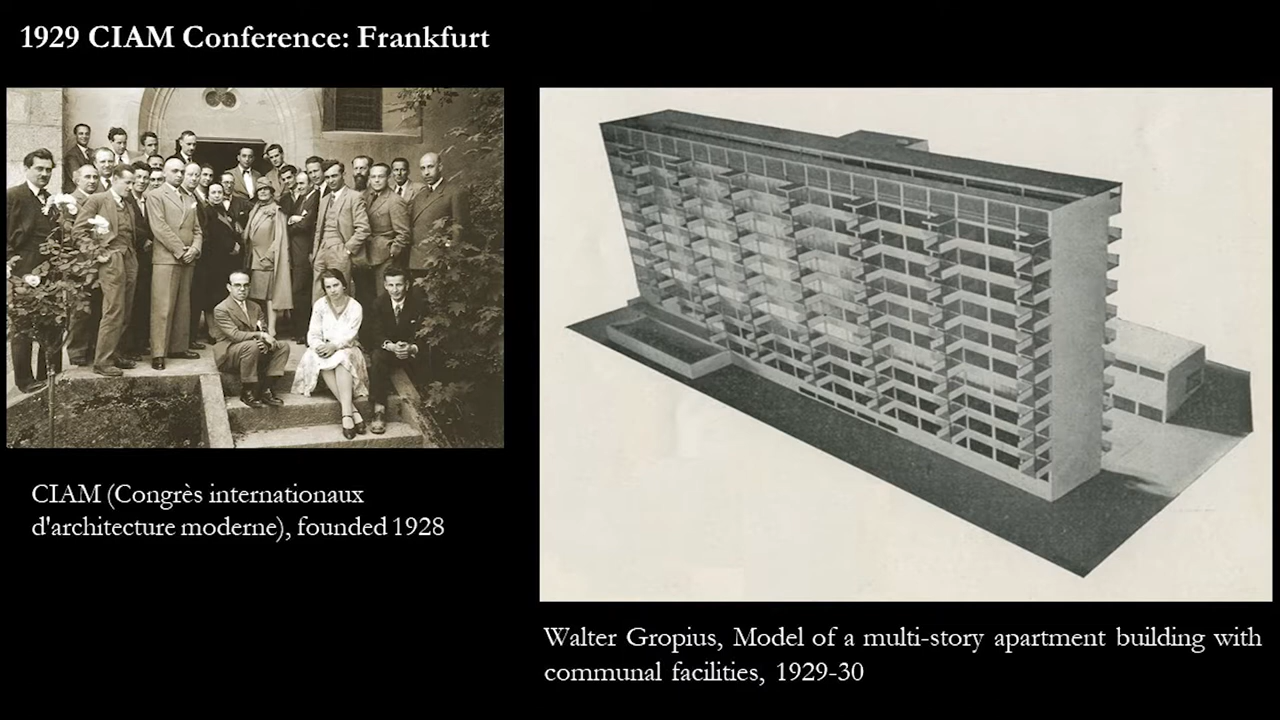 1929 CIAM Conference: Frankfurt
CIAM (Congrès internationaux
d'architecture moderne), founded 1928
Walter Gropius, Model of a multi-story apartment building with
communal facilities, 1929-30